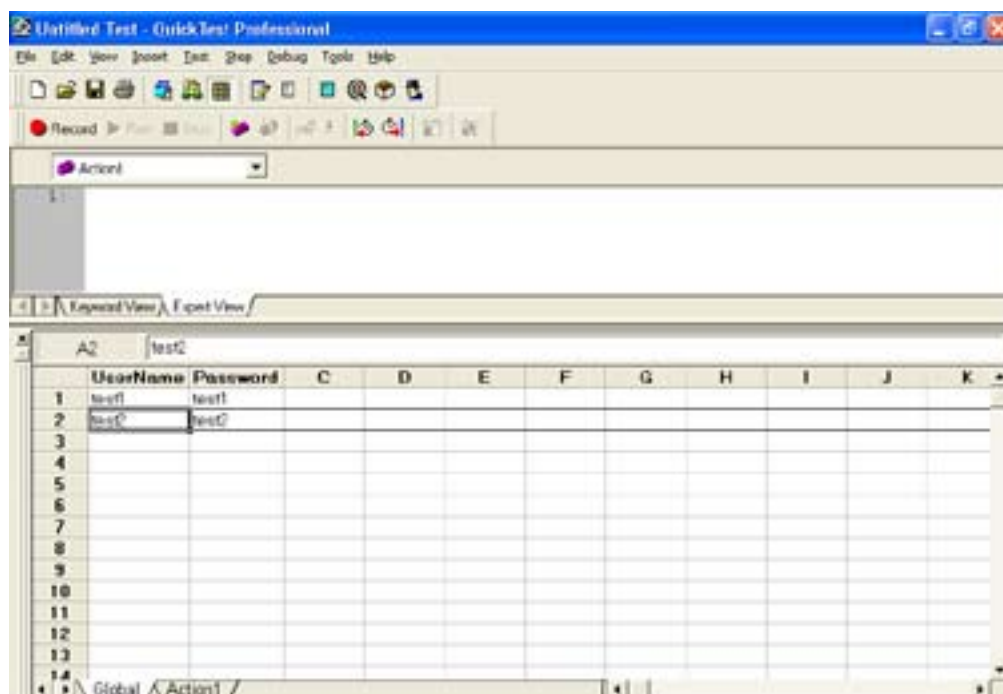 Untitled Test - QuickTest Professional
File Edit View Insert Test Step Debug Tools Help
Record Run Stop
Action1
1:
Keyword View Expert View
A2 test2
UserName Password C D E F G H I J K
1 test1 test1
2 test2 test2
3
4
5
6
7
8
9
10
11
12
13
14
Global Action1